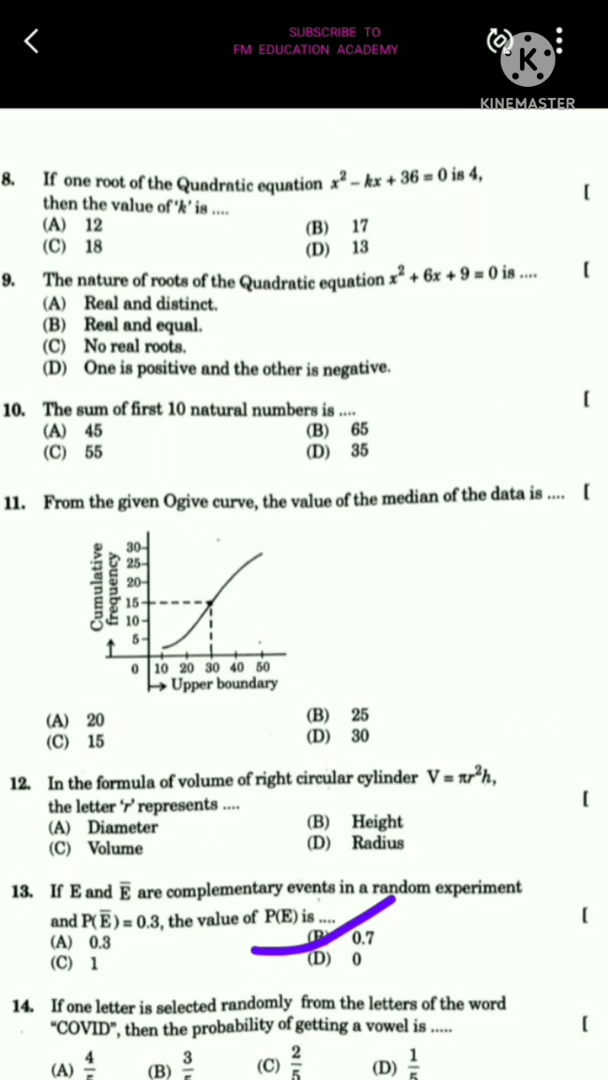 SUBSCRIBE TO
FM EDUCATION ACADEMY
K
KINEMASTER
8. If one root of the Quadratic equation x² – kx + 36 = 0 is 4, [
then the value of ‘k’ is ....
(A) 12 (B) 17
(C) 18 (D) 13
9. The nature of roots of the Quadratic equation x² + 6x + 9 = 0 is .... [
(A) Real and distinct.
(B) Real and equal.
(C) No real roots.
(D) One is positive and the other is negative.
10. The sum of first 10 natural numbers is .... [
(A) 45 (B) 65
(C) 55 (D) 35
11. From the given Ogive curve, the value of the median of the data is .... [
Cumulative
frequency
30
25
20
15
10
5
0 10 20 30 40 50
Upper boundary
(A) 20 (B) 25
(C) 15 (D) 30
12. In the formula of volume of right circular cylinder V = πr²h, [
the letter ‘r’ represents ....
(A) Diameter (B) Height
(C) Volume (D) Radius
13. If E and E̅ are complementary events in a random experiment
and P(E̅) = 0.3, the value of P(E) is .... [
(A) 0.3 (B) 0.7
(C) 1 (D) 0
14. If one letter is selected randomly from the letters of the word
"COVID", then the probability of getting a vowel is ..... [
(A) 4/5 (B) 3/5 (C) 2/5 (D) 1/5